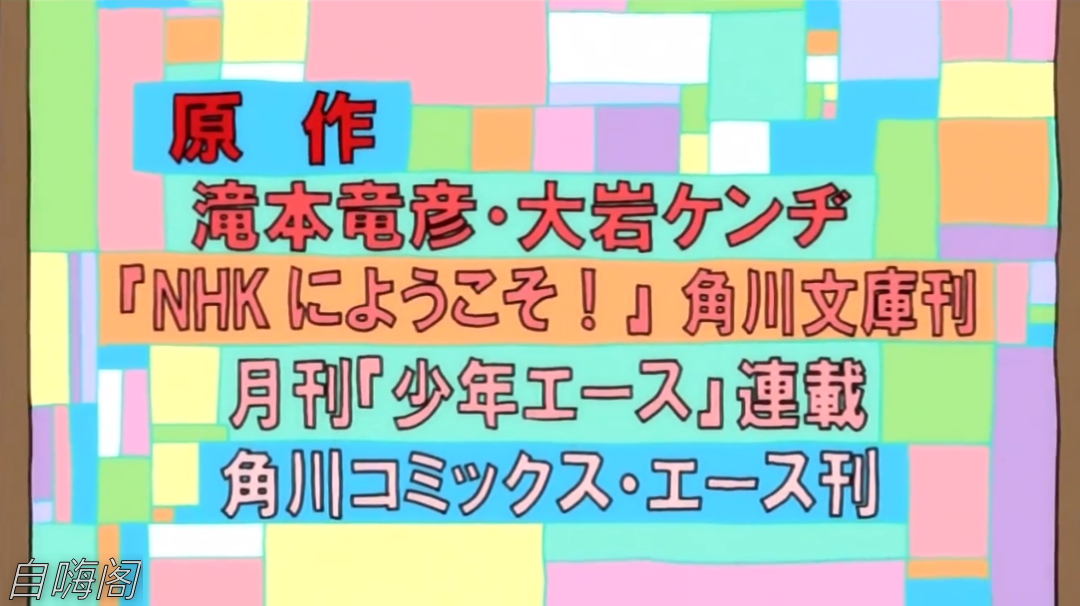 原 作
滝本竜彦・大岩ケンヂ
『NHKにようこそ！』角川文庫刊
月刊『少年エース』連載
角川コミックス・エース刊
自嗨阁